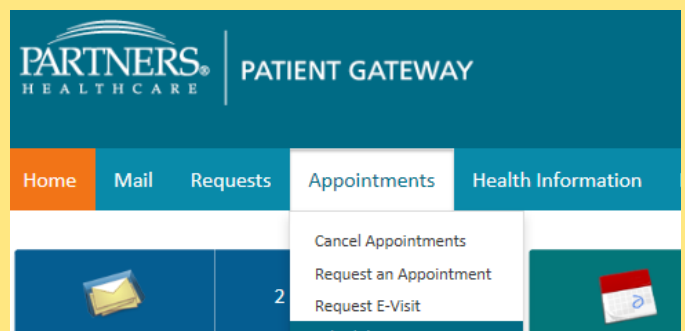 PARTNERS®
HEALTHCARE
PATIENT GATEWAY
Home Mail Requests Appointments Health Information
Cancel Appointments
Request an Appointment
2
Request E-Visit